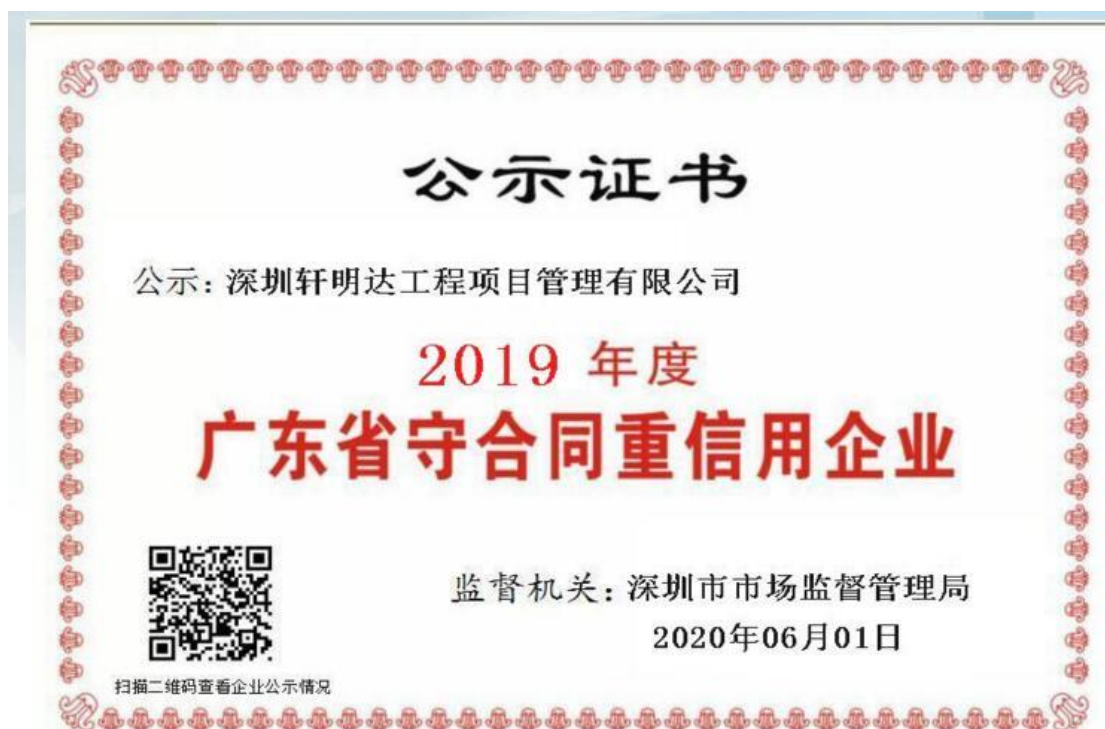 公示证书
公示：深圳轩明达工程项目管理有限公司
2019 年度
广东省守合同重信用企业
监督机关：深圳市市场监督管理局
2020年06月01日
扫描二维码查看企业公示情况